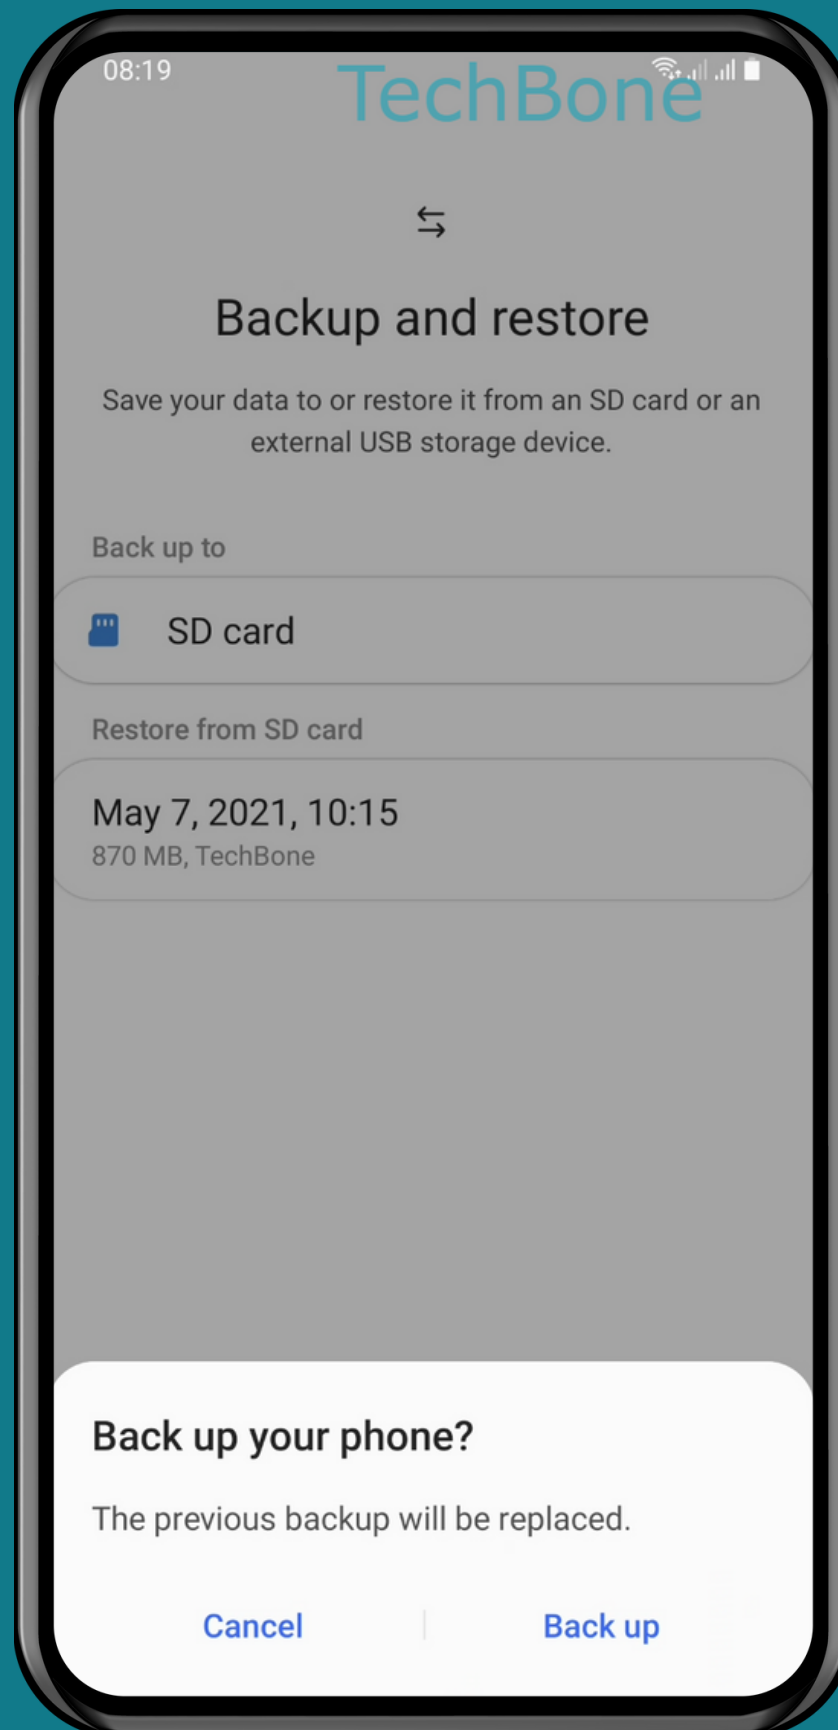 08:19
TechBone
Backup and restore
Save your data to or restore it from an SD card or an
external USB storage device.
Back up to
SD card
Restore from SD card
May 7, 2021, 10:15
870 MB, TechBone
Back up your phone?
The previous backup will be replaced.
Cancel
Back up